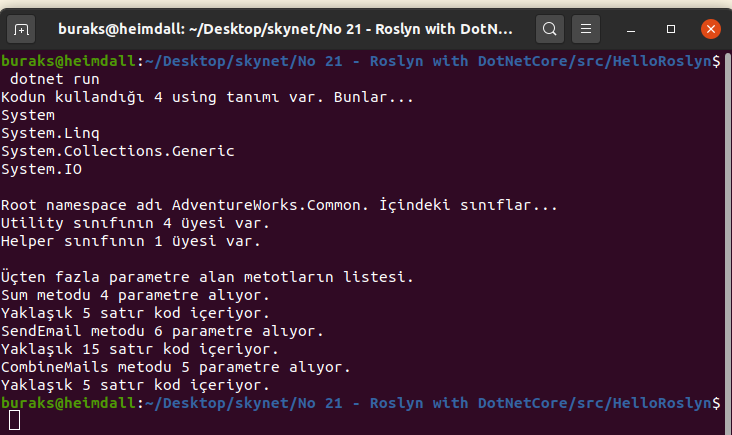 buraks@heimdall: ~/Desktop/skynet/No 21 - Roslyn with DotN...
buraks@heimdall:~/Desktop/skynet/No 21 - Roslyn with DotNetCore/src/HelloRoslyn$
dotnet run
Kodun kullandığı 4 using tanımı var. Bunlar...
System
System.Linq
System.Collections.Generic
System.IO
Root namespace adı AdventureWorks.Common. İçindeki sınıflar...
Utility sınıfının 4 üyesi var.
Helper sınıfının 1 üyesi var.
Üçten fazla parametre alan metotların listesi.
Sum metodu 4 parametre alıyor.
Yaklaşık 5 satır kod içeriyor.
SendEmail metodu 6 parametre alıyor.
Yaklaşık 15 satır kod içeriyor.
CombineMails metodu 5 parametre alıyor.
Yaklaşık 5 satır kod içeriyor.
buraks@heimdall:~/Desktop/skynet/No 21 - Roslyn with DotNetCore/src/HelloRoslyn$